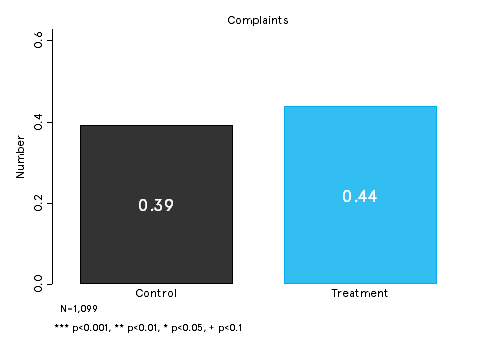 Complaints
0.6
0.4
0.2
0.0
Number
0.39
0.44
Control
Treatment
N-1,099
*** p<0.001, ** p<0.01, * p<0.05, + p<0.1